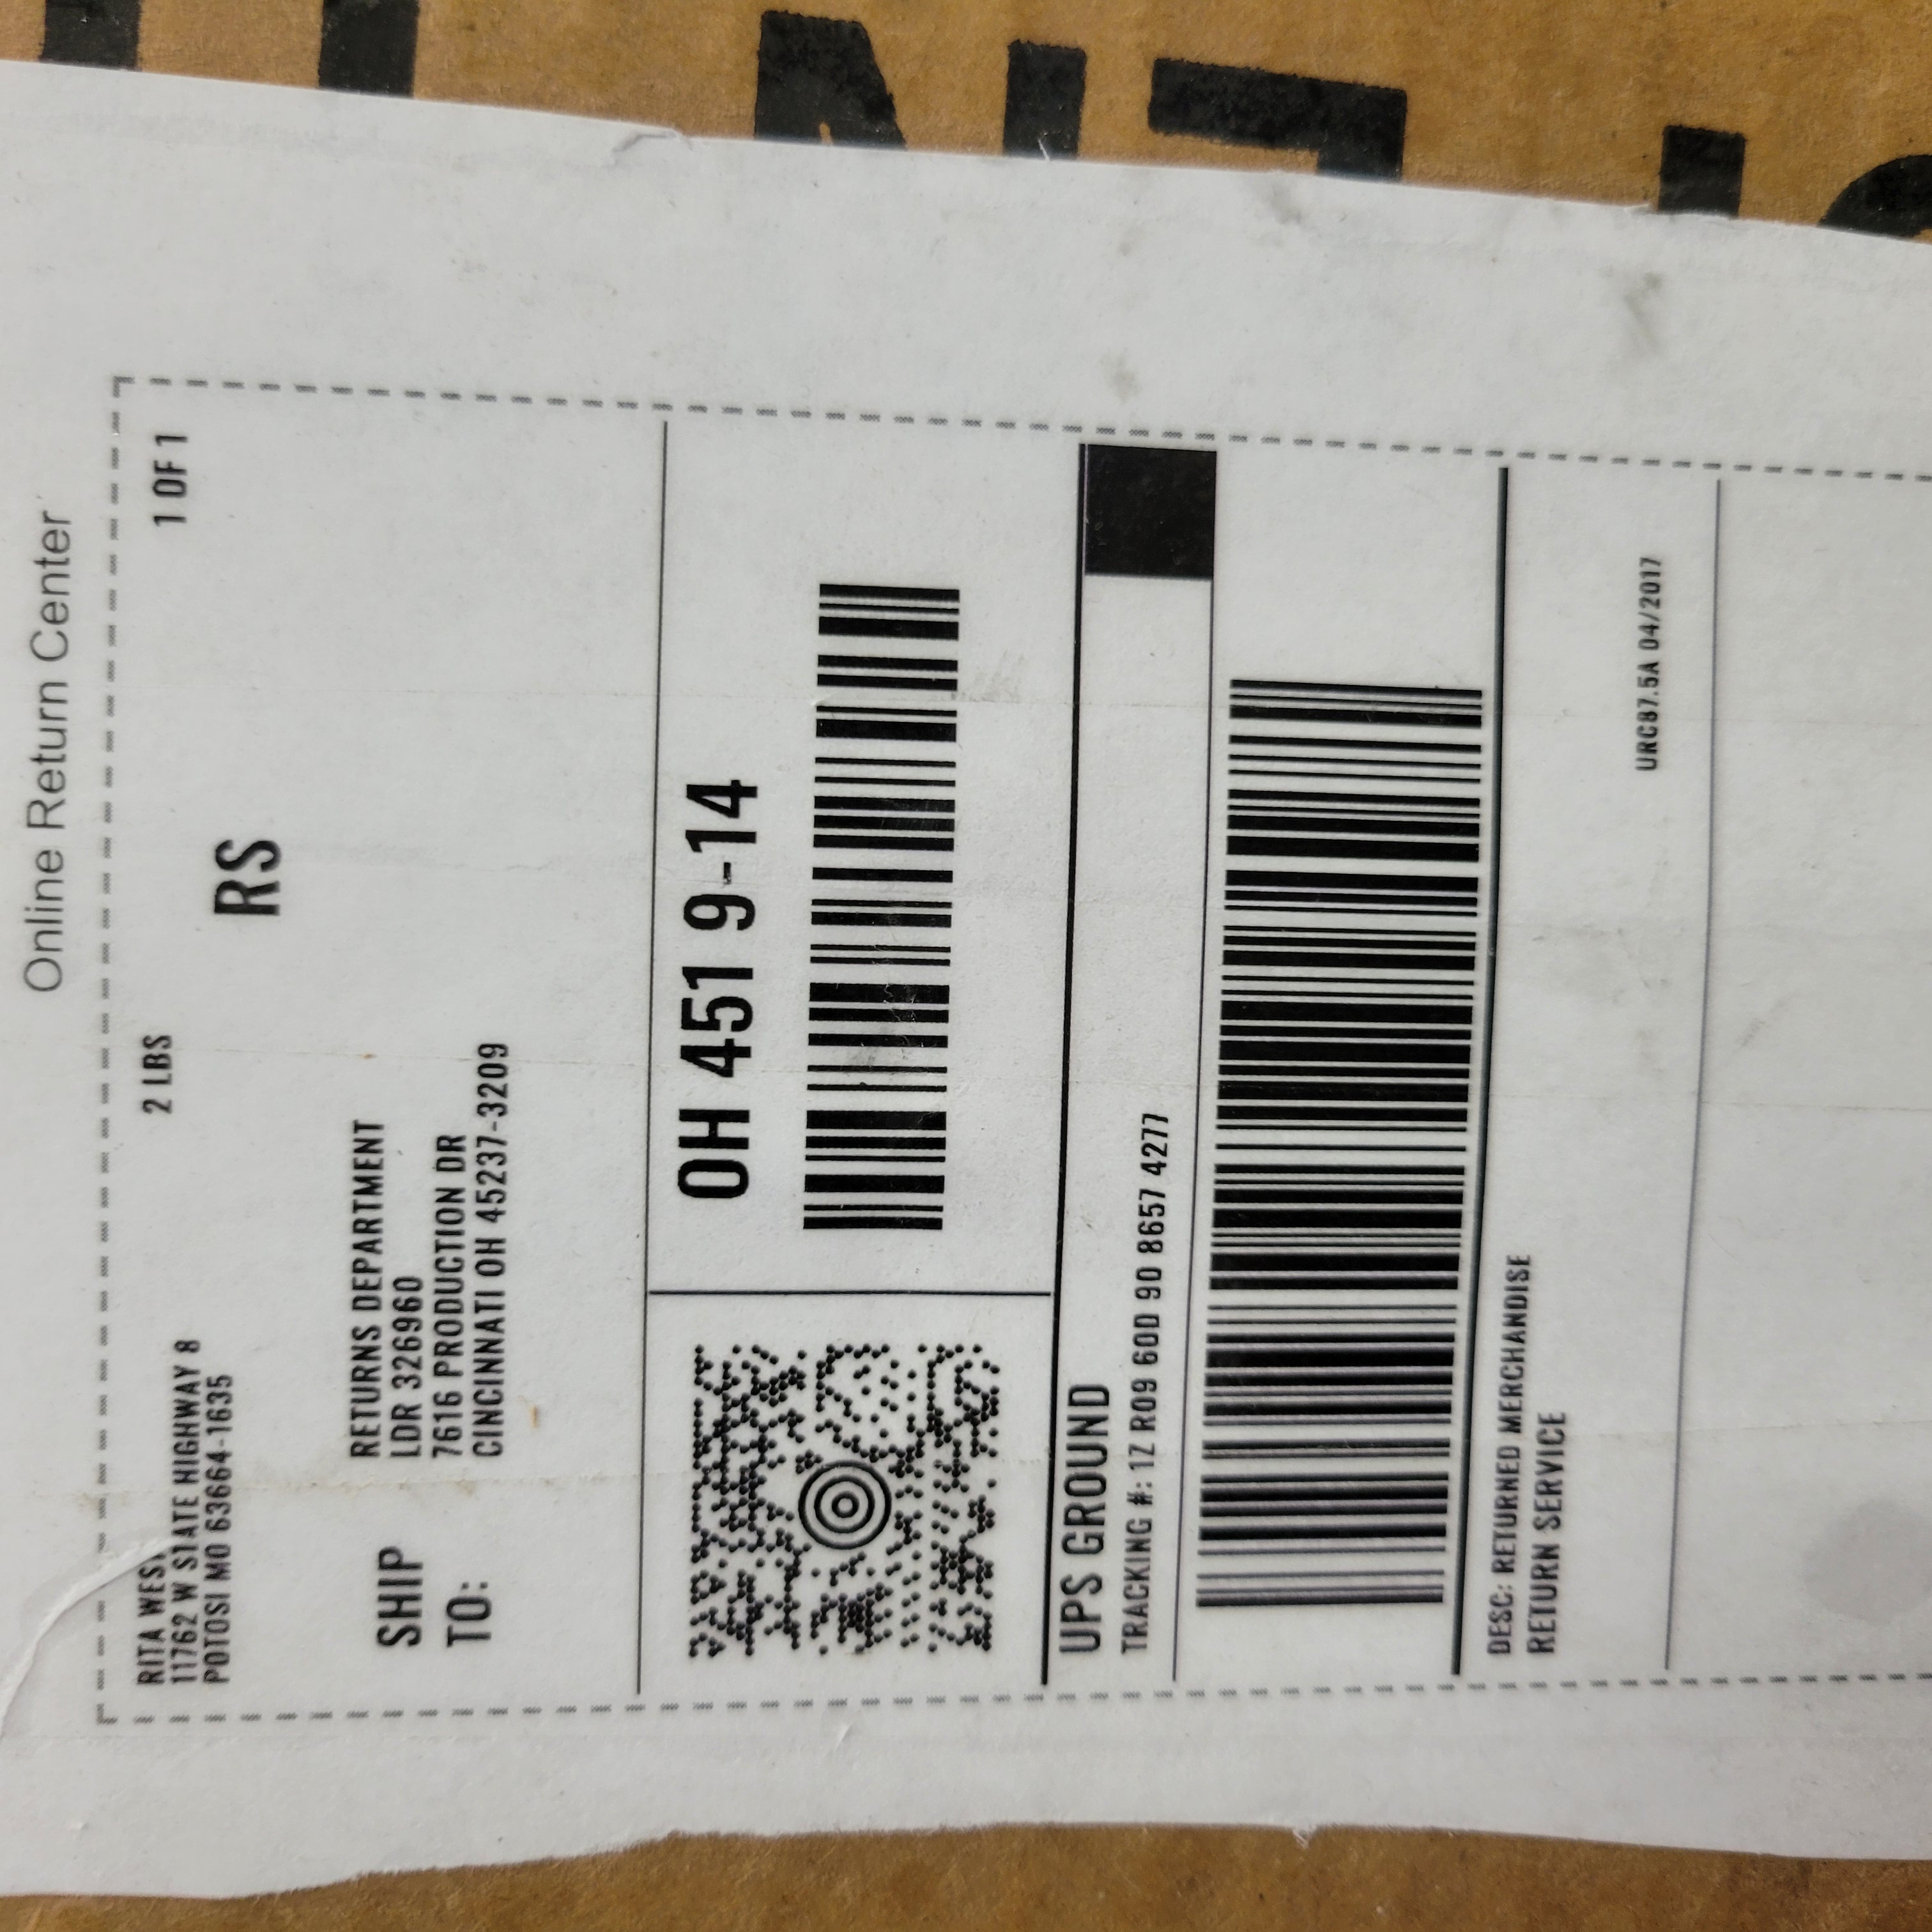 Online Return Center
RITA WEST
11762 W STATE HIGHWAY 8
POTOSI MO 63664-1635
2 LBS
1 OF 1
RS
SHIP
TO:
RETURNS DEPARTMENT
LDR 326960
7616 PRODUCTION DR
CINCINNATI OH 45237-3209
OH 451 9-14
UPS GROUND
TRACKING #: 1Z R09 60D 90 8657 4277
DESC: RETURNED MERCHANDISE
RETURN SERVICE
URC87.5A 04/2017